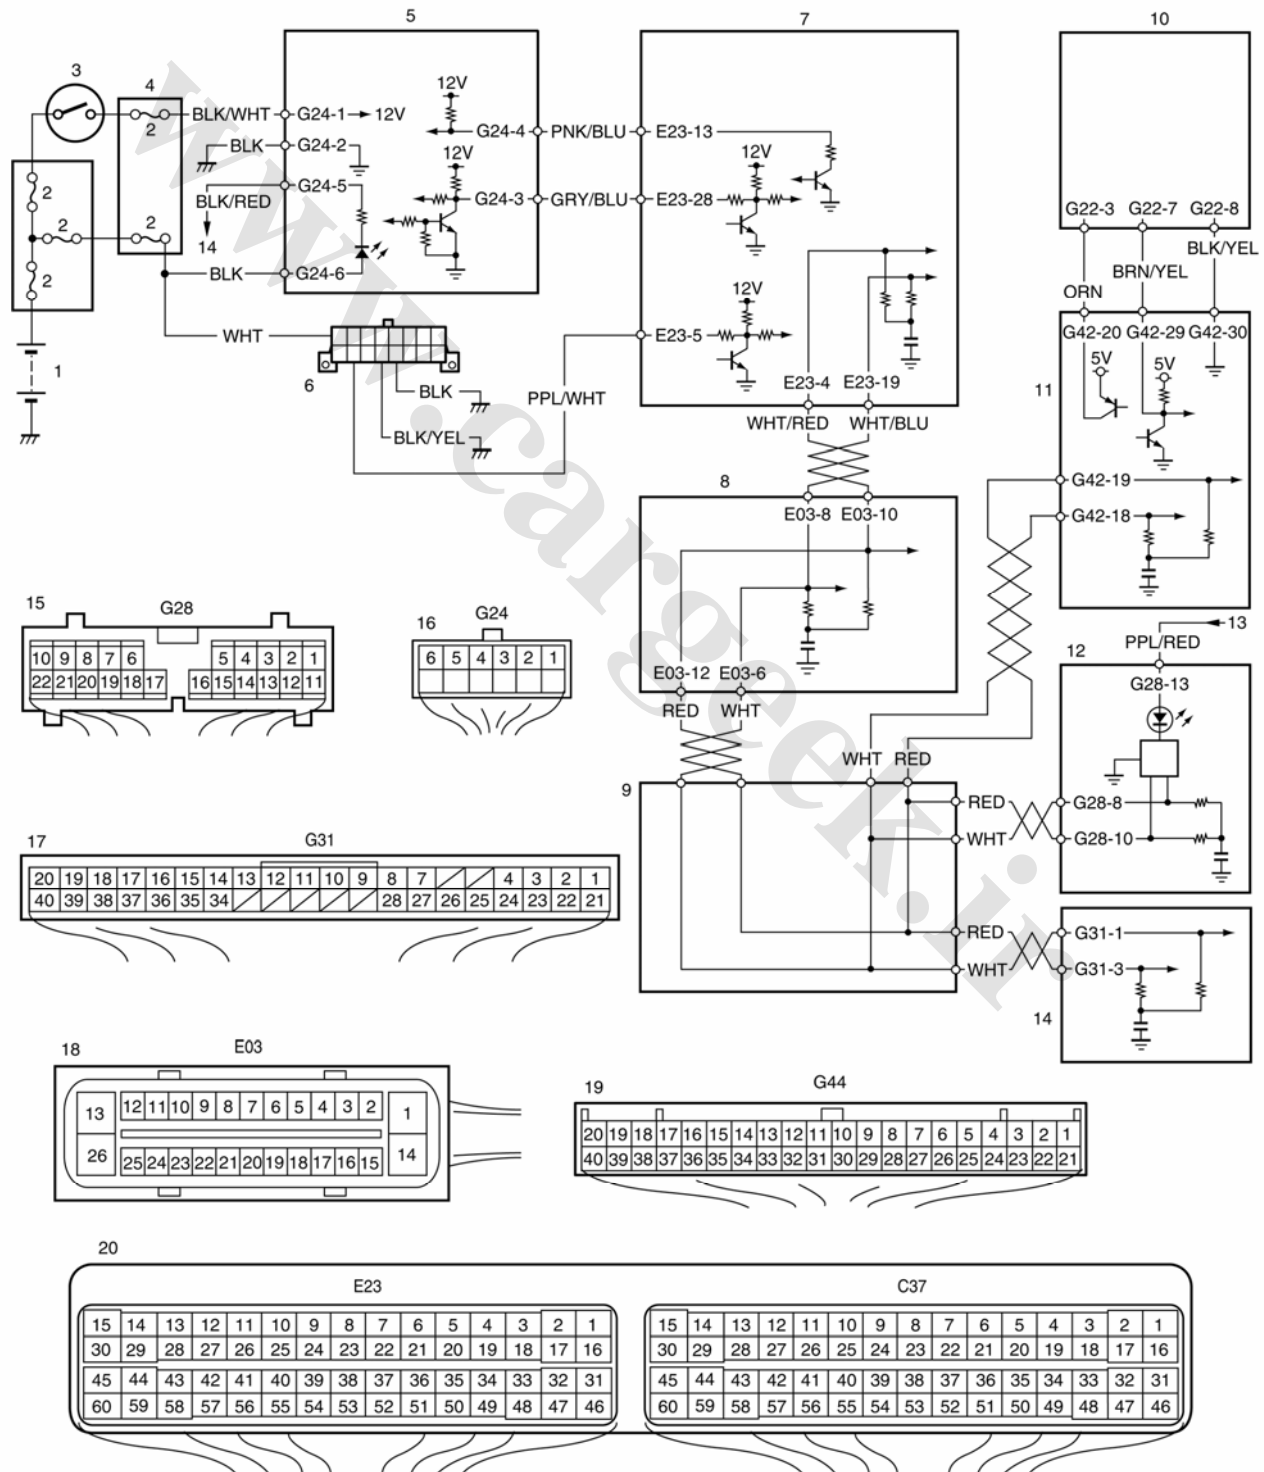 5
7
10
3
4
2
BLK/WHT
G24-1
12V
12V
G24-4
PNK/BLU
E23-13
BLK
G24-2
12V
12V
2
BLK/RED
G24-5
G24-3
GRY/BLU
E23-28
G22-3
G22-7
G22-8
2
2
14
BLK/YEL
2
BLK
G24-6
12V
BRN/YEL
ORN
WHT
E23-5
G42-20
G42-29
G42-30
1
6
BLK
PPL/WHT
E23-4
E23-19
11
5V
5V
BLK/YEL
WHT/RED
WHT/BLU
8
G42-19
E03-8
E03-10
G42-18
15
G28
16
G24
13
PPL/RED
12
10 9 8 7 6
5 4 3 2 1
6 5 4 3 2 1
E03-12
E03-6
G28-13
22 21 20 19 18 17
16 15 14 13 12 11
RED
WHT
WHT
RED
9
RED
G28-8
WHT
G28-10
17
G31
20 19 18 17 16 15 14 13 12 11 10 9 8 7 4 3 2 1
40 39 38 37 36 35 34 28 27 26 25 24 23 22 21
RED
G31-1
WHT
G31-3
14
18
E03
19
G44
13
12 11 10 9 8 7 6 5 4 3 2
1
26
25 24 23 22 21 20 19 18 17 16 15
14
20 19 18 17 16 15 14 13 12 11 10 9 8 7 6 5 4 3 2 1
40 39 38 37 36 35 34 33 32 31 30 29 28 27 26 25 24 23 22 21
20
E23
C37
15 14 13 12 11 10 9 8 7 6 5 4 3 2 1
30 29 28 27 26 25 24 23 22 21 20 19 18 17 16
45 44 43 42 41 40 39 38 37 36 35 34 33 32 31
60 59 58 57 56 55 54 53 52 51 50 49 48 47 46
15 14 13 12 11 10 9 8 7 6 5 4 3 2 1
30 29 28 27 26 25 24 23 22 21 20 19 18 17 16
45 44 43 42 41 40 39 38 37 36 35 34 33 32 31
60 59 58 57 56 55 54 53 52 51 50 49 48 47 46
www.cargeek.ir